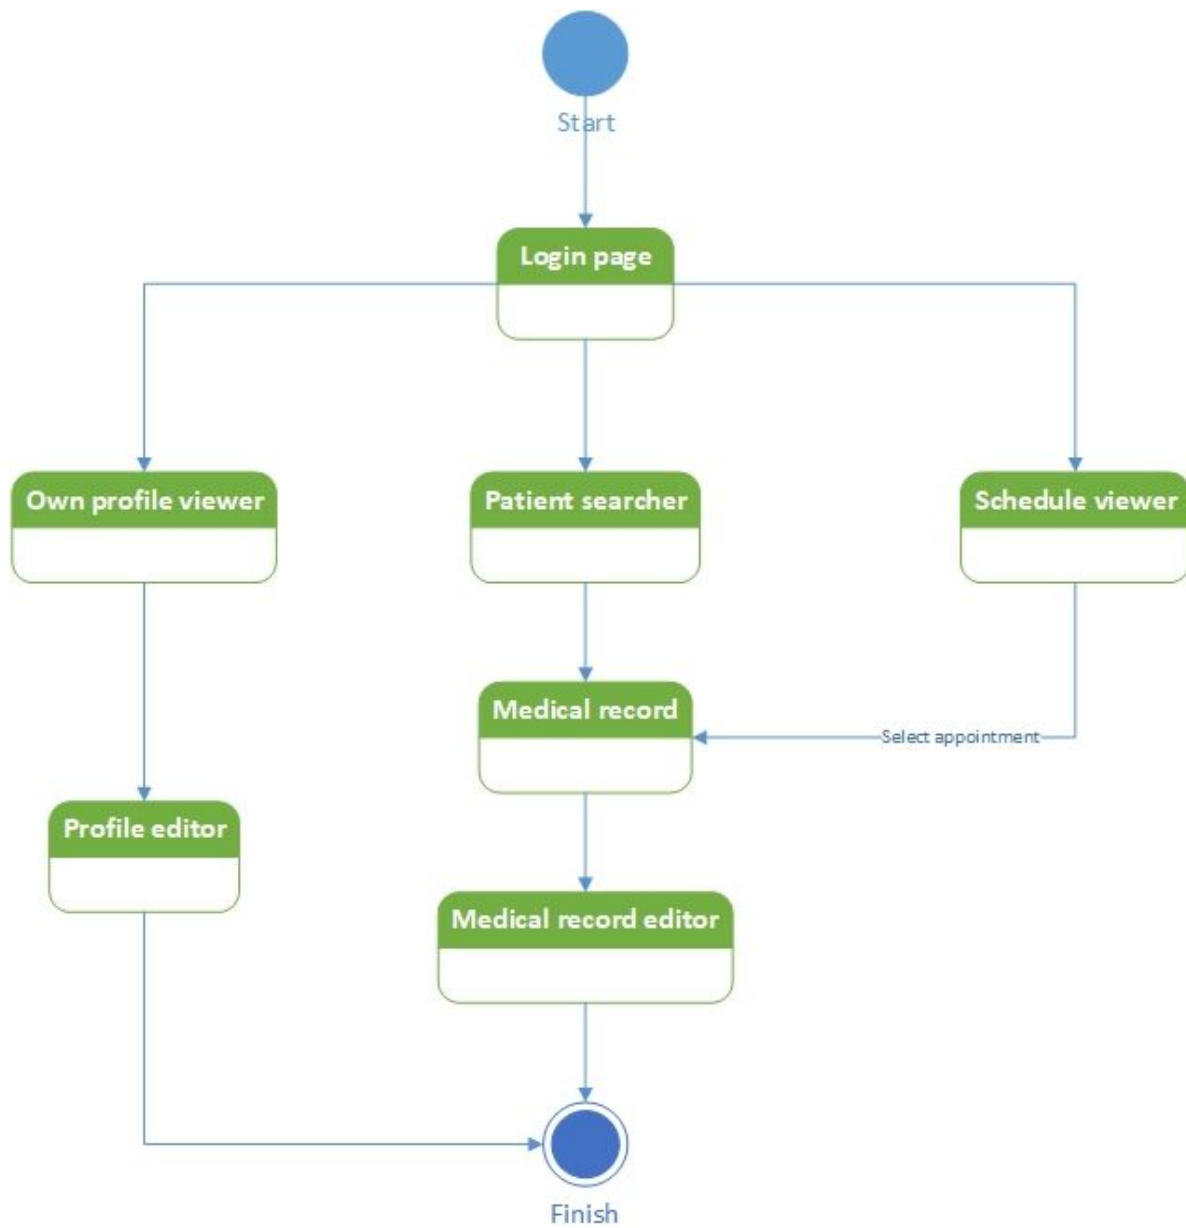 Start
Login page
Own profile viewer
Patient searcher
Schedule viewer
Medical record
Select appointment
Profile editor
Medical record editor
Finish